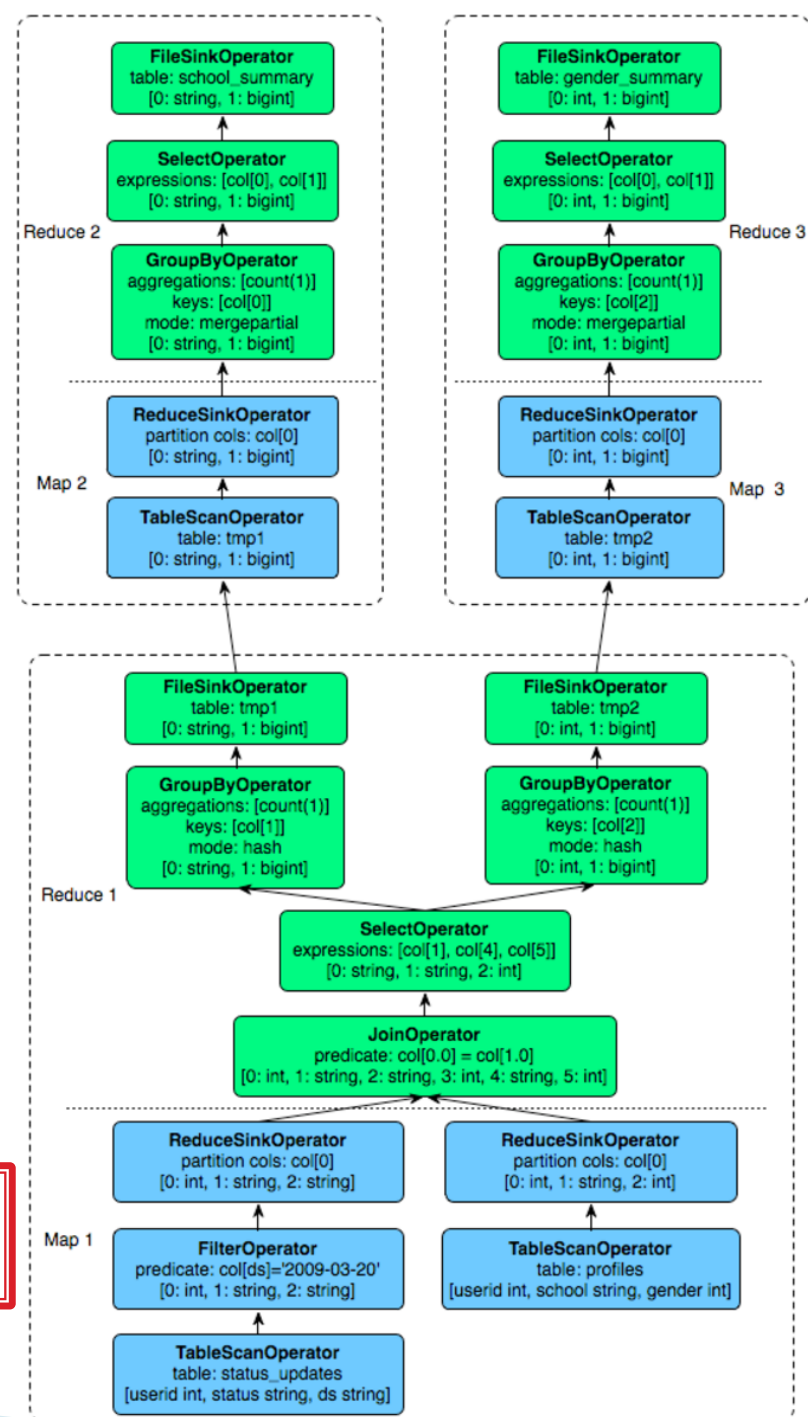 FileSinkOperator
table: school_summary
[0: string, 1: bigint]
SelectOperator
expressions: [col[0], col[1]]
[0: string, 1: bigint]
Reduce 2
GroupByOperator
aggregations: [count(1)]
keys: [col[0]]
mode: mergepartial
[0: string, 1: bigint]
ReduceSinkOperator
partition cols: col[0]
[0: string, 1: bigint]
Map 2
TableScanOperator
table: tmp1
[0: string, 1: bigint]
FileSinkOperator
table: gender_summary
[0: int, 1: bigint]
SelectOperator
expressions: [col[0], col[1]]
[0: int, 1: bigint]
Reduce 3
GroupByOperator
aggregations: [count(1)]
keys: [col[2]]
mode: mergepartial
[0: int, 1: bigint]
ReduceSinkOperator
partition cols: col[0]
[0: int, 1: bigint]
Map 3
TableScanOperator
table: tmp2
[0: int, 1: bigint]
FileSinkOperator
table: tmp1
[0: string, 1: bigint]
GroupByOperator
aggregations: [count(1)]
keys: [col[1]]
mode: hash
[0: string, 1: bigint]
FileSinkOperator
table: tmp2
[0: int, 1: bigint]
GroupByOperator
aggregations: [count(1)]
keys: [col[2]]
mode: hash
[0: int, 1: bigint]
Reduce 1
SelectOperator
expressions: [col[1], col[4], col[5]]
[0: string, 1: string, 2: int]
JoinOperator
predicate: col[0.0] = col[1.0]
[0: int, 1: string, 2: string, 3: int, 4: string, 5: int]
ReduceSinkOperator
partition cols: col[0]
[0: int, 1: string, 2: string]
Map 1
FilterOperator
predicate: col[ds]='2009-03-20'
[0: int, 1: string, 2: string]
TableScanOperator
table: status_updates
[userid int, status string, ds string]
ReduceSinkOperator
partition cols: col[0]
[0: int, 1: string, 2: int]
TableScanOperator
table: profiles
[userid int, school string, gender int]